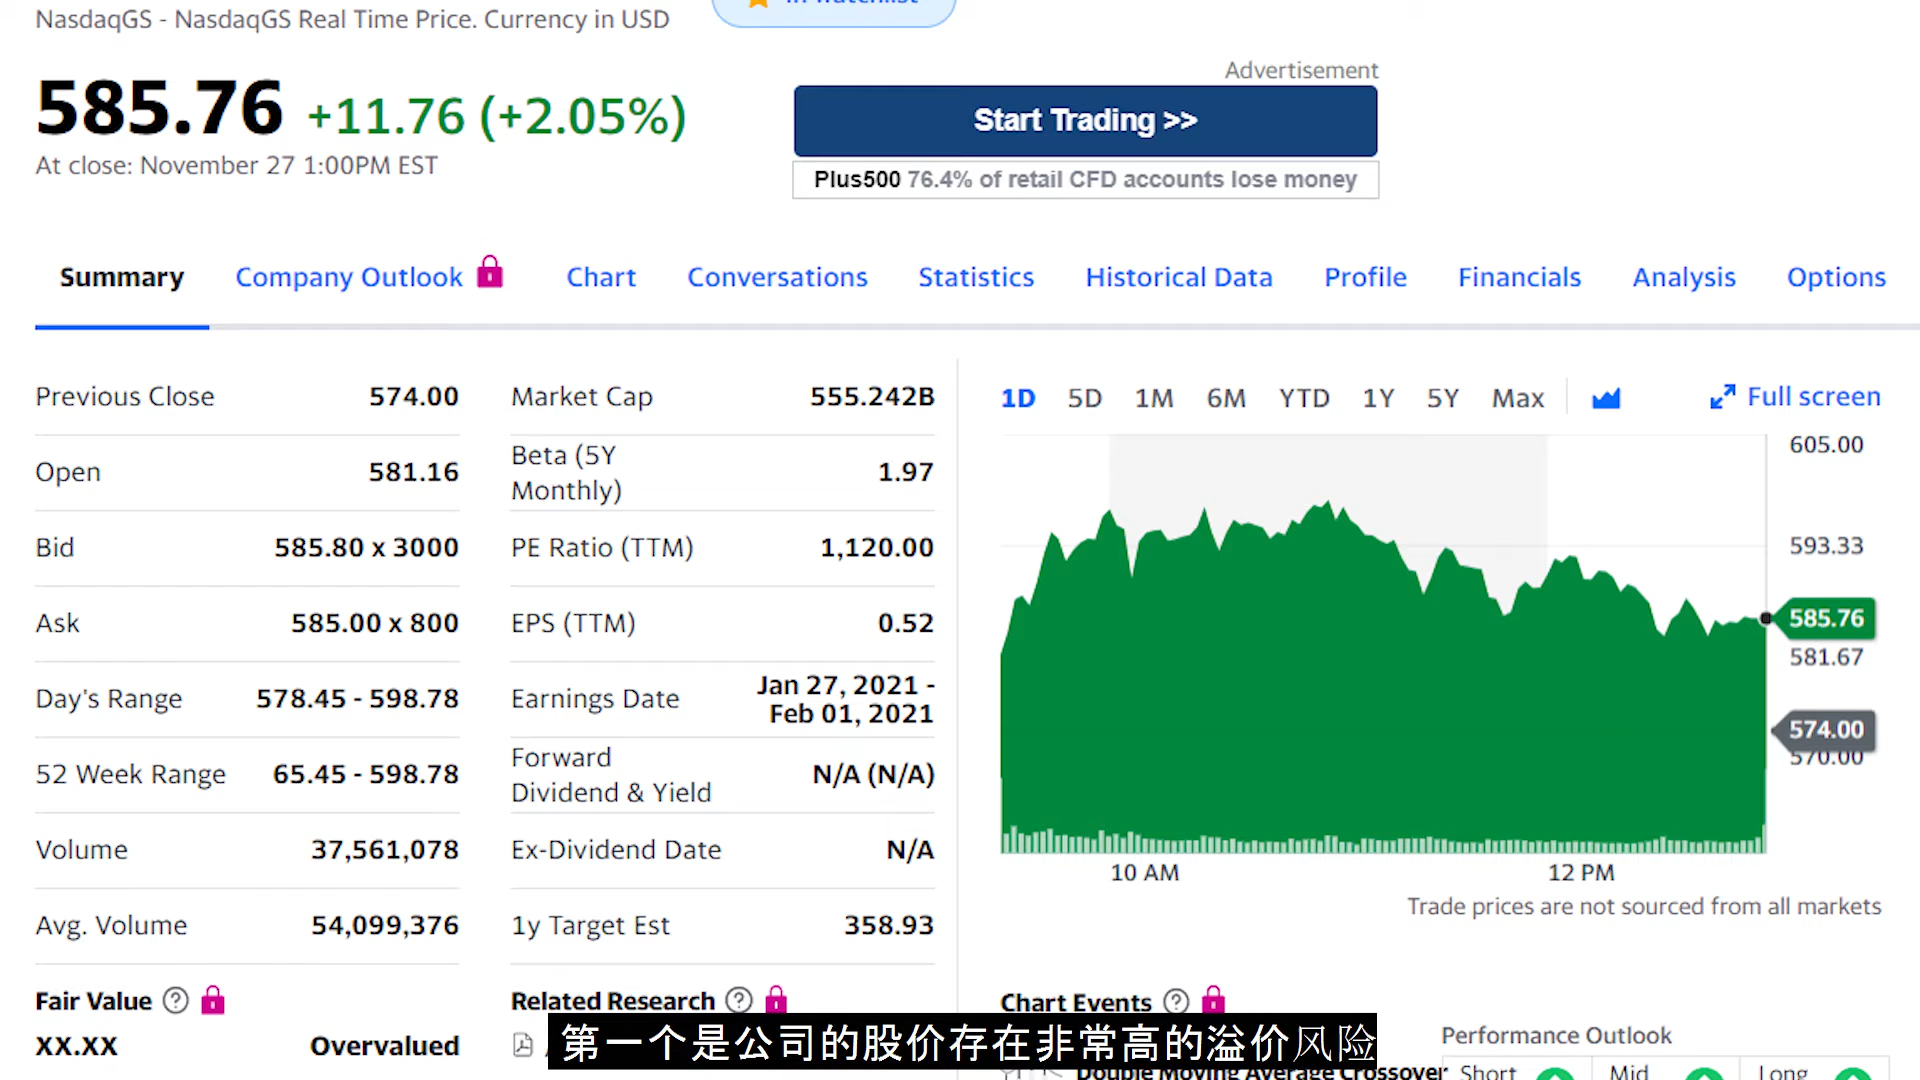 NasdaqGS - NasdaqGS Real Time Price. Currency in USD
585.76 +11.76 (+2.05%)
At close: November 27 1:00PM EST
Advertisement
Start Trading >>
Plus500 76.4% of retail CFD accounts lose money
Summary Company Outlook Chart Conversations Statistics Historical Data Profile Financials Analysis Options
Previous Close 574.00
Open 581.16
Bid 585.80 x 3000
Ask 585.00 x 800
Day's Range 578.45 - 598.78
52 Week Range 65.45 - 598.78
Volume 37,561,078
Avg. Volume 54,099,376
Market Cap 555.242B
Beta (5Y
Monthly) 1.97
PE Ratio (TTM) 1,120.00
EPS (TTM) 0.52
Earnings Date Jan 27, 2021 -
Feb 01, 2021
Forward
Dividend & Yield N/A (N/A)
Ex-Dividend Date N/A
1y Target Est 358.93
1D 5D 1M 6M YTD 1Y 5Y Max Full screen
605.00
593.33
585.76
581.67
574.00
570.00
10 AM 12 PM
Trade prices are not sourced from all markets
Fair Value
XX.XX Overvalued
Related Research
Chart Events
Performance Outlook
Double Moving Average Crossover
Short Mid Long
第一个是公司的股价存在非常高的溢价风险